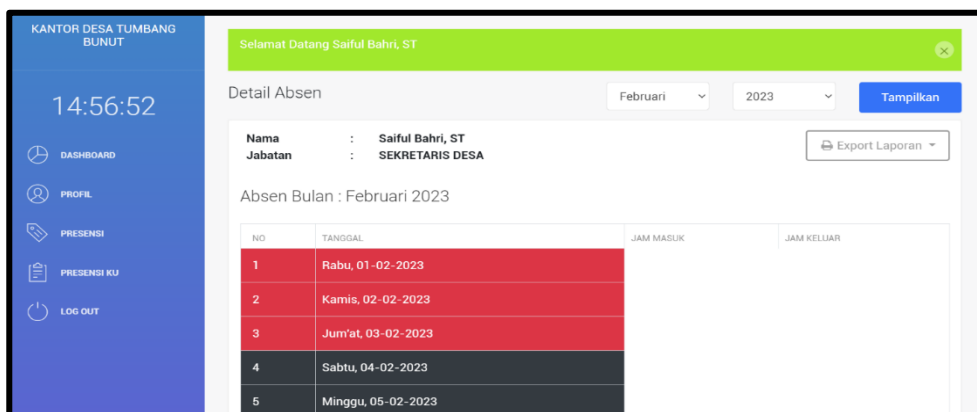 KANTOR DESA TUMBANG
BUNUT
14:56:52
DASHBOARD
PROFIL
PRESENSI
PRESENSI KU
LOG OUT
Selamat Datang Saiful Bahri, ST
Detail Absen
Februari
2023
Tampilkan
Nama : Saiful Bahri, ST
Jabatan : SEKRETARIS DESA
Export Laporan
Absen Bulan : Februari 2023
NO TANGGAL JAM MASUK JAM KELUAR
1 Rabu, 01-02-2023
2 Kamis, 02-02-2023
3 Jum'at, 03-02-2023
4 Sabtu, 04-02-2023
5 Minggu, 05-02-2023